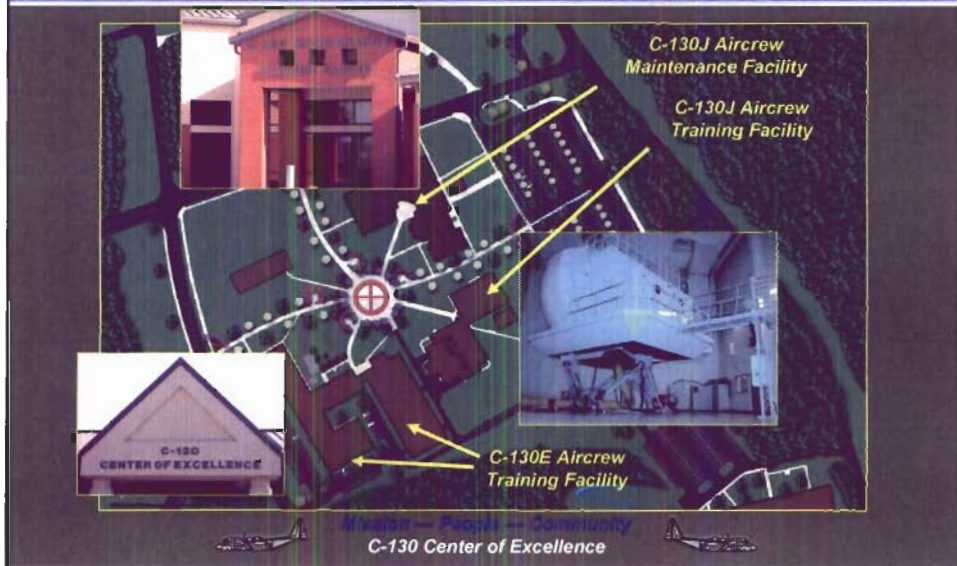 C-130J Aircrew
Maintenance Facility
C-130J Aircrew
Training Facility
C-130
CENTER OF EXCELLENCE
C-130E Aircrew
Training Facility
Mission — People — Community
C-130 Center of Excellence